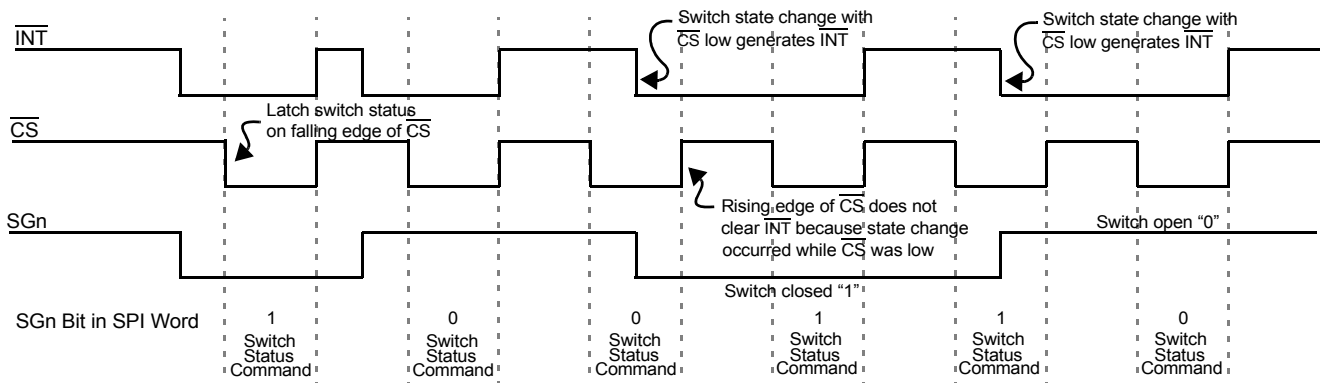 INT
Switch state change with
CS low generates INT
Switch state change with
CS low generates INT
Latch switch status
on falling edge of CS
CS
Rising edge of CS does not
clear INT because state change
occurred while CS was low
SGn
Switch open “0”
Switch closed “1”
SGn Bit in SPI Word
1
Switch
Status
Command
0
Switch
Status
Command
0
Switch
Status
Command
1
Switch
Status
Command
1
Switch
Status
Command
0
Switch
Status
Command